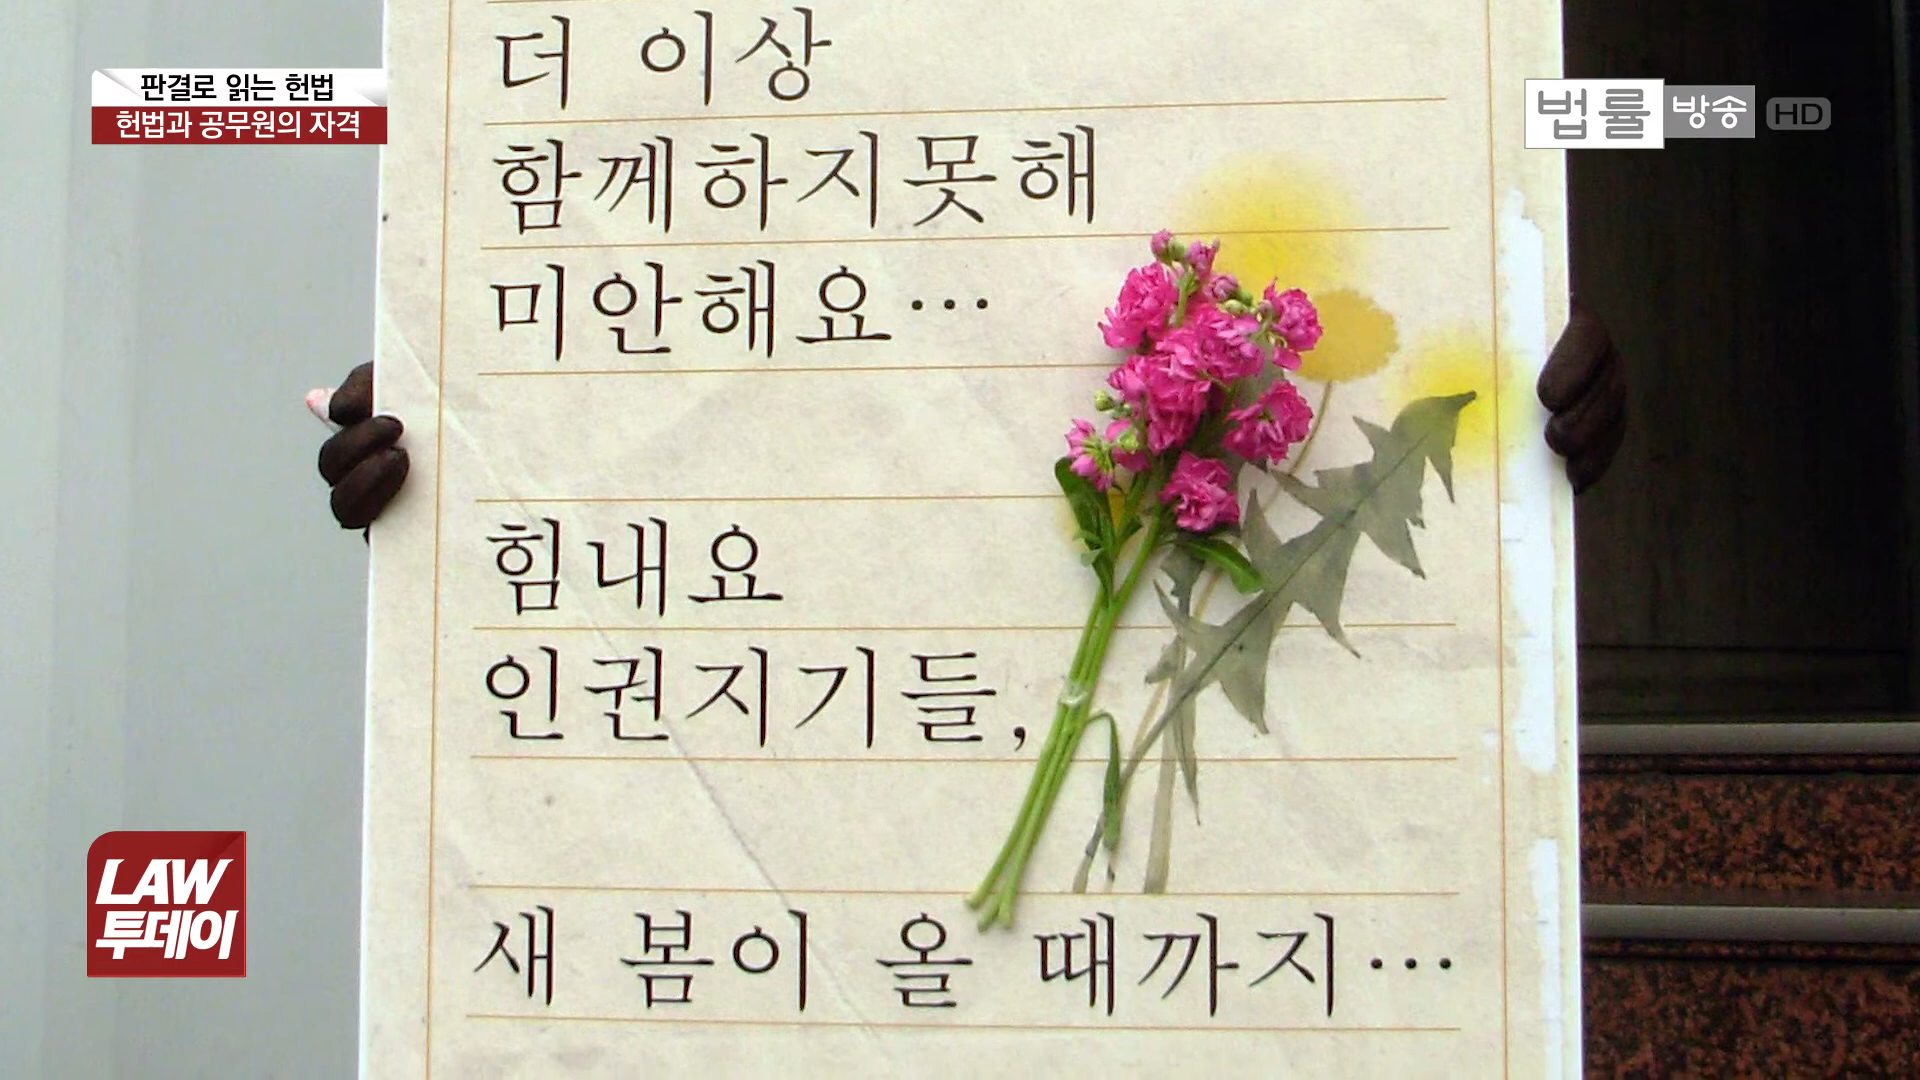 판결로 읽는 헌법
헌법과 공무원의 자격
법률방송 HD
더 이상
함께하지못해
미안해요…
힘내요
인권지기들,
새 봄이 올 때까지…
LAW
투데이